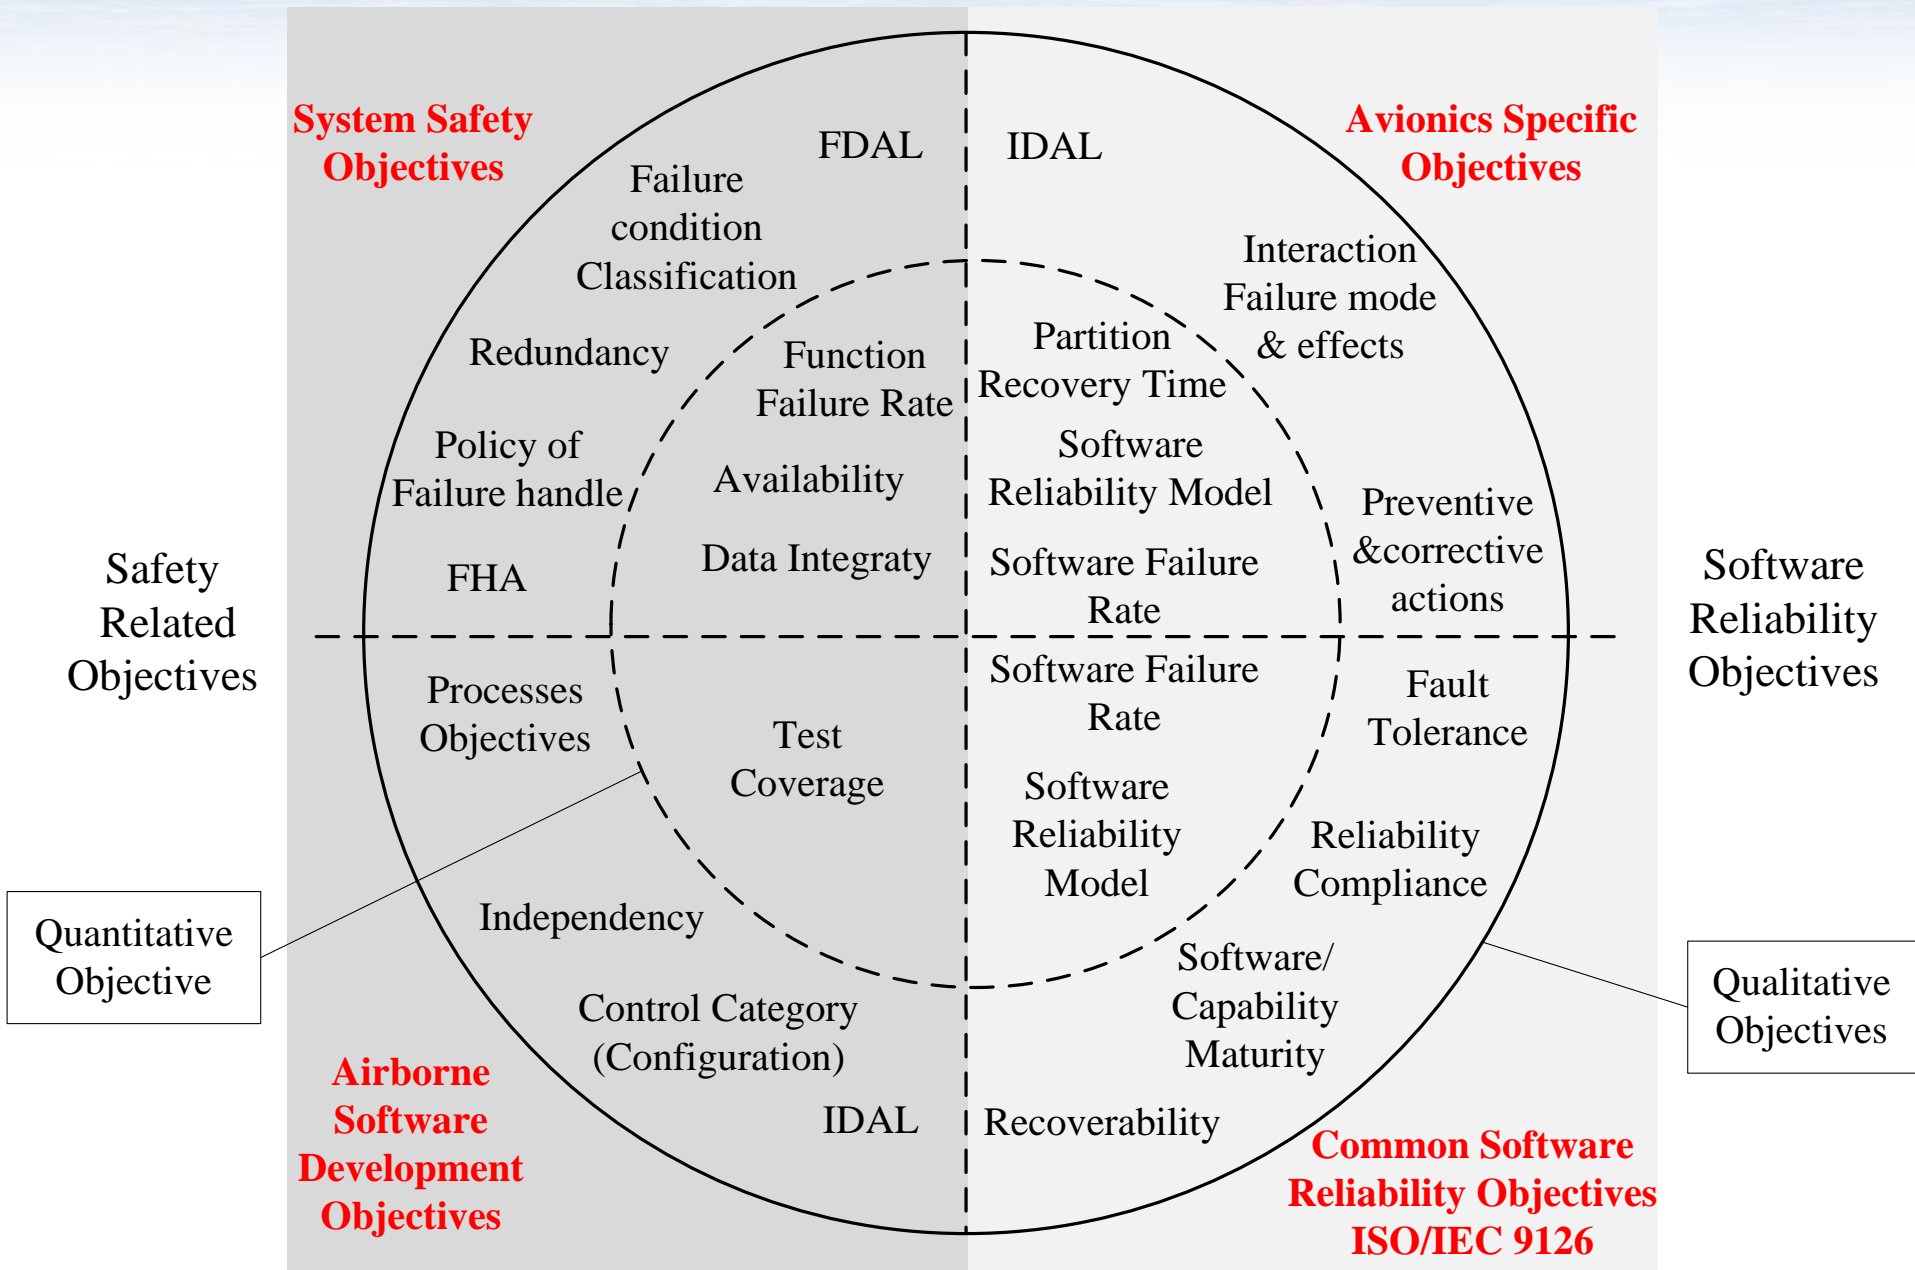 System Safety
Objectives
Avionics Specific
Objectives
FDAL
IDAL
Failure
condition
Classification
Interaction
Failure mode
& effects
Redundancy
Function
Failure Rate
Partition
Recovery Time
Policy of
Failure handle
Availability
Software
Reliability Model
Preventive
&corrective
actions
FHA
Data Integraty
Software Failure
Rate
Safety
Related
Objectives
Software
Reliability
Objectives
Processes
Objectives
Test
Coverage
Software Failure
Rate
Fault
Tolerance
Software
Reliability
Model
Reliability
Compliance
Quantitative
Objective
Independency
Software/
Capability
Maturity
Qualitative
Objectives
Control Category
(Configuration)
IDAL
Recoverability
Airborne
Software
Development
Objectives
Common Software
Reliability Objectives
ISO/IEC 9126